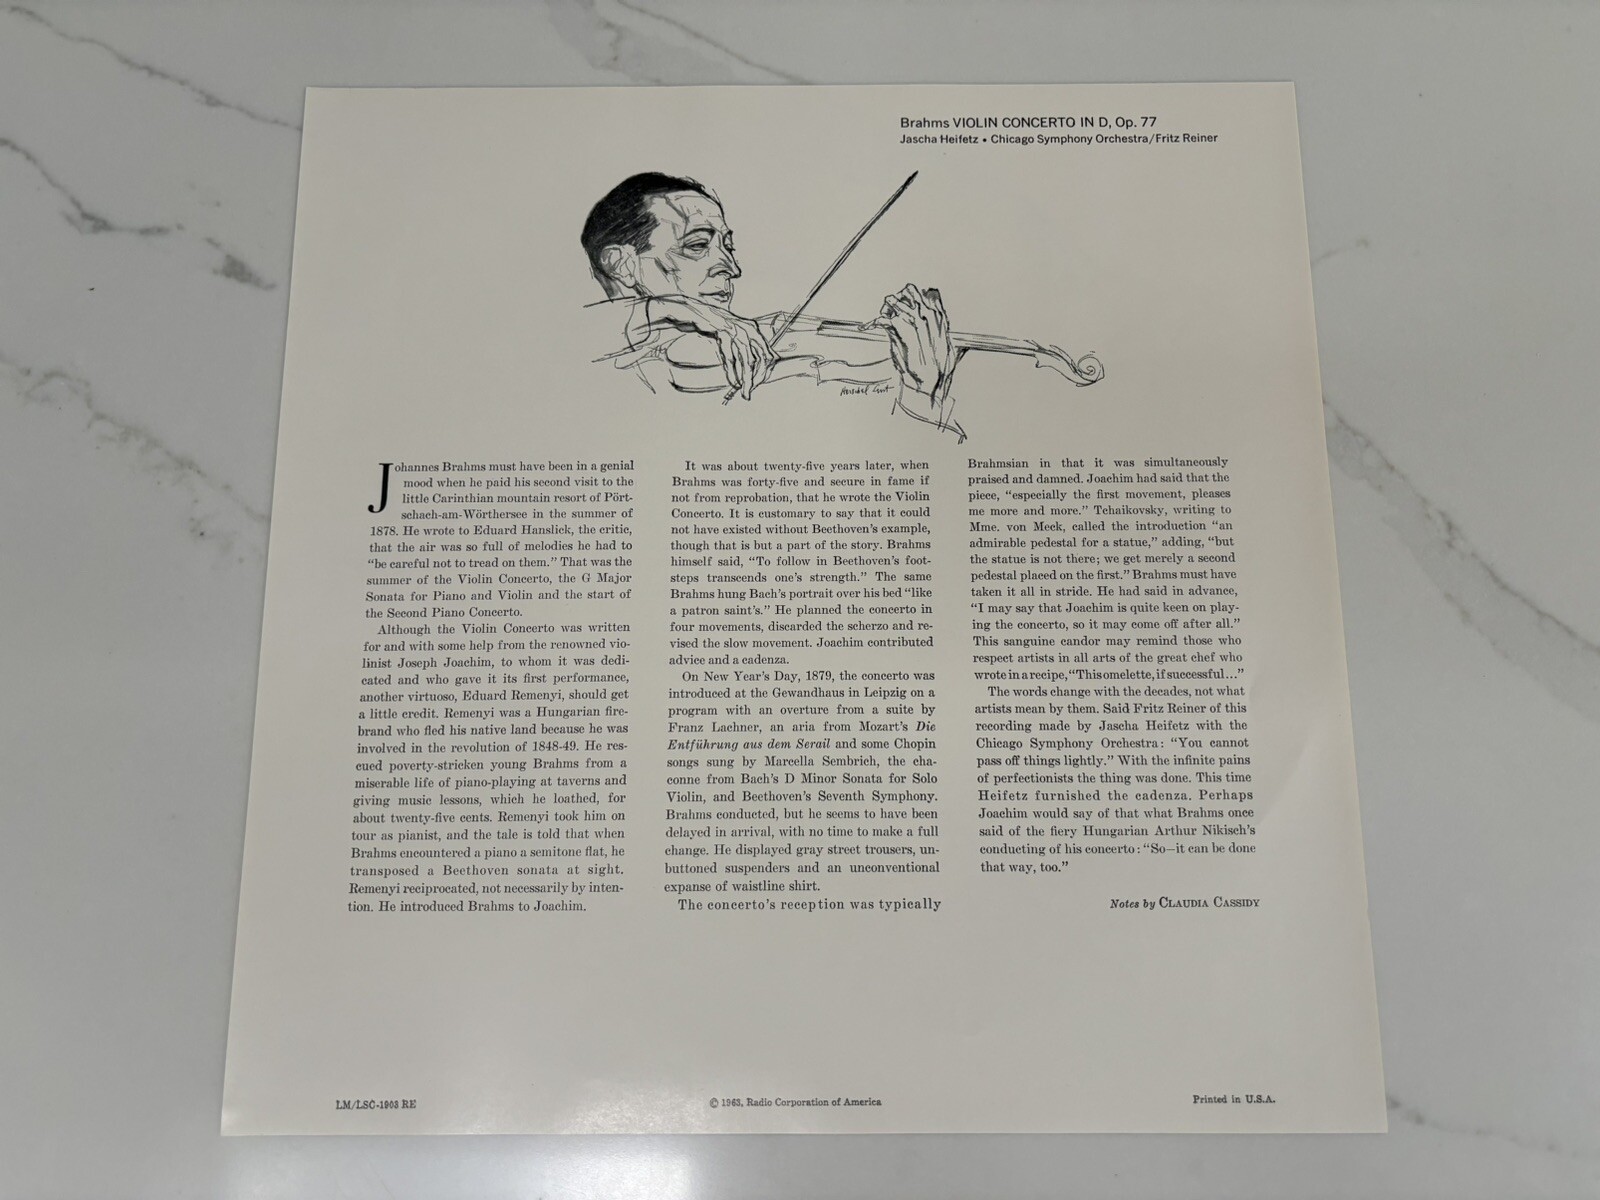 Brahms VIOLIN CONCERTO IN D, Op. 77
Jascha Heifetz • Chicago Symphony Orchestra/Fritz Reiner
Johannes Brahms must have been in a genial
mood when he paid his second visit to the
little Carinthian mountain resort of Pört-
schach-am-Wörthersee in the summer of
1878. He wrote to Eduard Hanslick, the critic,
that the air was so full of melodies he had to
“be careful not to tread on them.” That was the
summer of the Violin Concerto, the G Major
Sonata for Piano and Violin and the start of
the Second Piano Concerto.
Although the Violin Concerto was written
for and with some help from the renowned vio-
linist Joseph Joachim, to whom it was dedi-
cated and who gave it its first performance,
another virtuoso, Eduard Remenyi, should get
a little credit. Remenyi was a Hungarian fire-
brand who fled his native land because he was
involved in the revolution of 1848-49. He res-
cued poverty-stricken young Brahms from a
miserable life of piano-playing at taverns and
giving music lessons, which he loathed, for
about twenty-five cents. Remenyi took him on
tour as pianist, and the tale is told that when
Brahms encountered a piano a semitone flat, he
transposed a Beethoven sonata at sight.
Remenyi reciprocated, not necessarily by inten-
tion. He introduced Brahms to Joachim.
It was about twenty-five years later, when
Brahms was forty-five and secure in fame if
not from reprobation, that he wrote the Violin
Concerto. It is customary to say that it could
not have existed without Beethoven’s example,
though that is but a part of the story. Brahms
himself said, “To follow in Beethoven’s foot-
steps transcends one’s strength.” The same
Brahms hung Bach’s portrait over his bed “like
a patron saint’s.” He planned the concerto in
four movements, discarded the scherzo and re-
vised the slow movement. Joachim contributed
advice and a cadenza.
On New Year’s Day, 1879, the concerto was
introduced at the Gewandhaus in Leipzig on a
program with an overture from a suite by
Franz Lachner, an aria from Mozart’s Die
Entführung aus dem Serail and some Chopin
songs sung by Marcella Sembrich, the cha-
conne from Bach’s D Minor Sonata for Solo
Violin, and Beethoven’s Seventh Symphony.
Brahms conducted, but he seems to have been
delayed in arrival, with no time to make a full
change. He displayed gray street trousers, un-
buttoned suspenders and an unconventional
expanse of waistline shirt.
The concerto’s reception was typically
Brahmsian in that it was simultaneously
praised and damned. Joachim had said that the
piece, “especially the first movement, pleases
me more and more.” Tchaikovsky, writing to
Mme. von Meck, called the introduction “an
admirable pedestal for a statue,” adding, “but
the statue is not there; we get merely a second
pedestal placed on the first.” Brahms must have
taken it all in stride. He had said in advance,
“I may say that Joachim is quite keen on play-
ing the concerto, so it may come off after all.”
This sanguine candor may remind those who
respect artists in all arts of the great chef who
wrote in a recipe, “This omelette, if successful...”
The words change with the decades, not what
artists mean by them. Said Fritz Reiner of this
recording made by Jascha Heifetz with the
Chicago Symphony Orchestra: “You cannot
pass off things lightly.” With the infinite pains
of perfectionists the thing was done. This time
Heifetz furnished the cadenza. Perhaps
Joachim would say of that what Brahms once
said of the fiery Hungarian Arthur Nikisch’s
conducting of his concerto: “So—it can be done
that way, too.”
Notes by CLAUDIA CASSIDY
LM/LSC-1903 RE
© 1963, Radio Corporation of America
Printed in U.S.A.